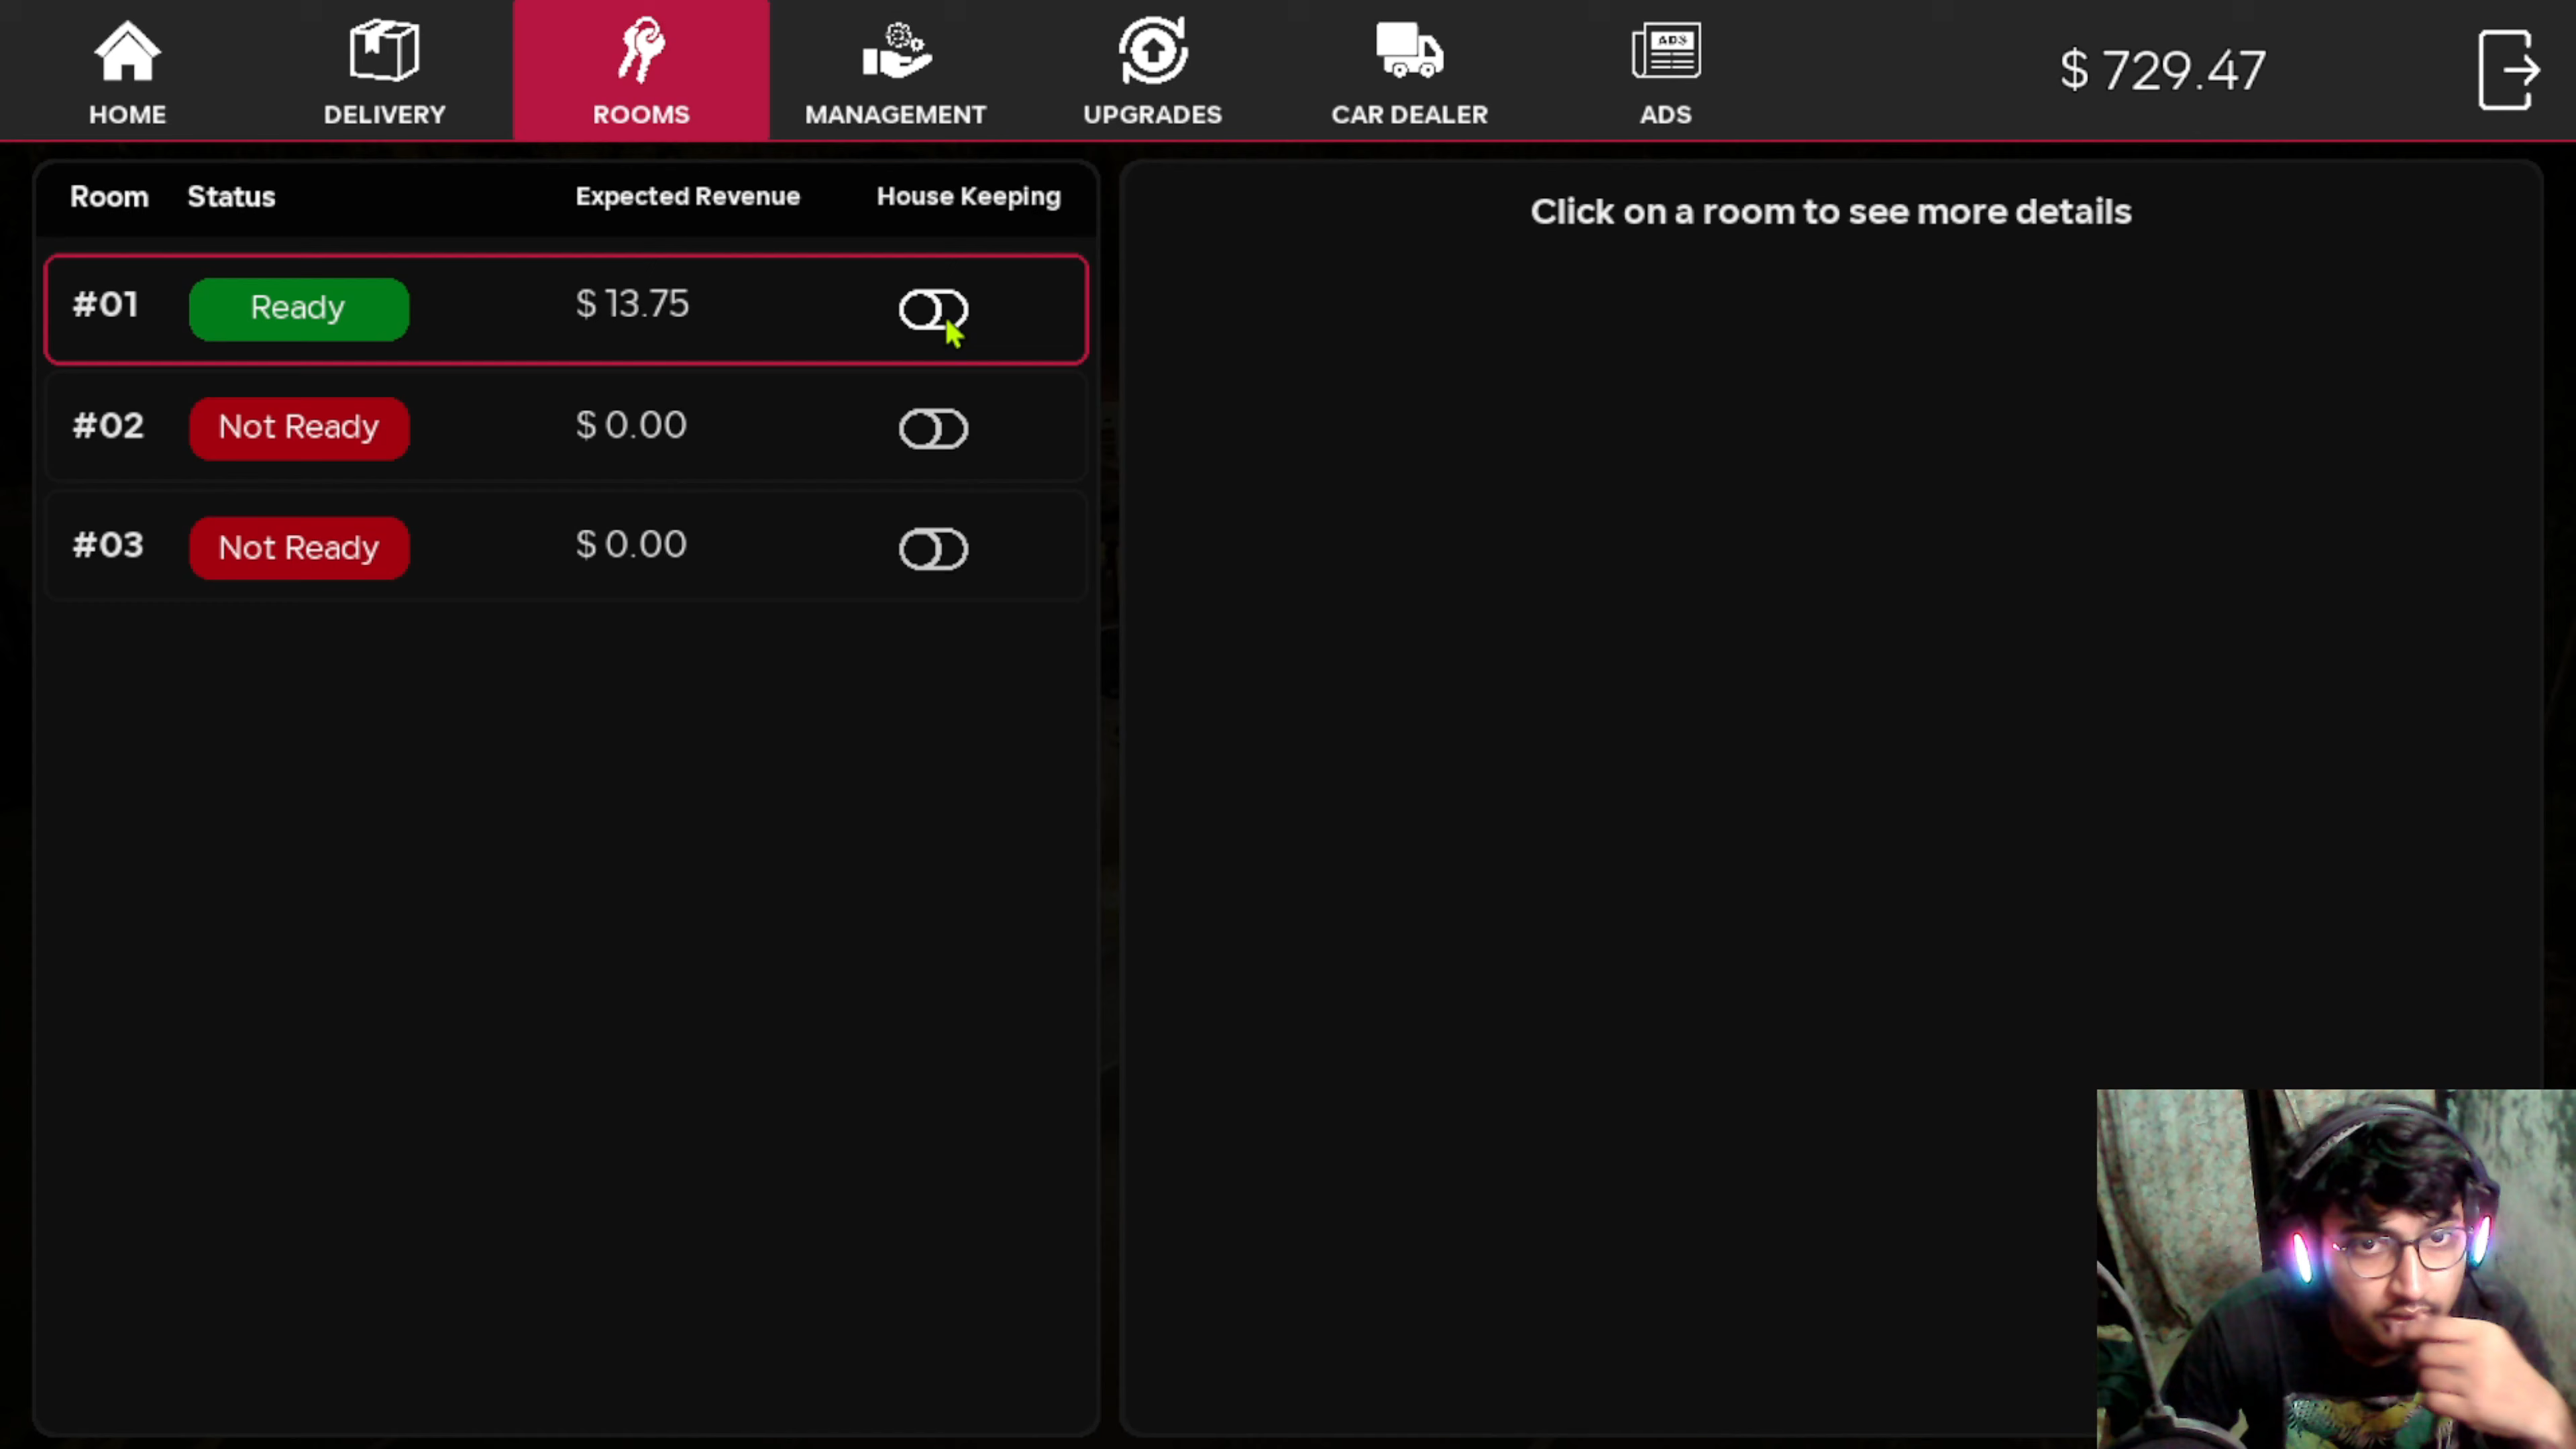 HOME
DELIVERY
ROOMS
MANAGEMENT
UPGRADES
CAR DEALER
ADS
ADS
$ 729.47
Room Status Expected Revenue House Keeping
#01 Ready $ 13.75
#02 Not Ready $ 0.00
#03 Not Ready $ 0.00
Click on a room to see more details